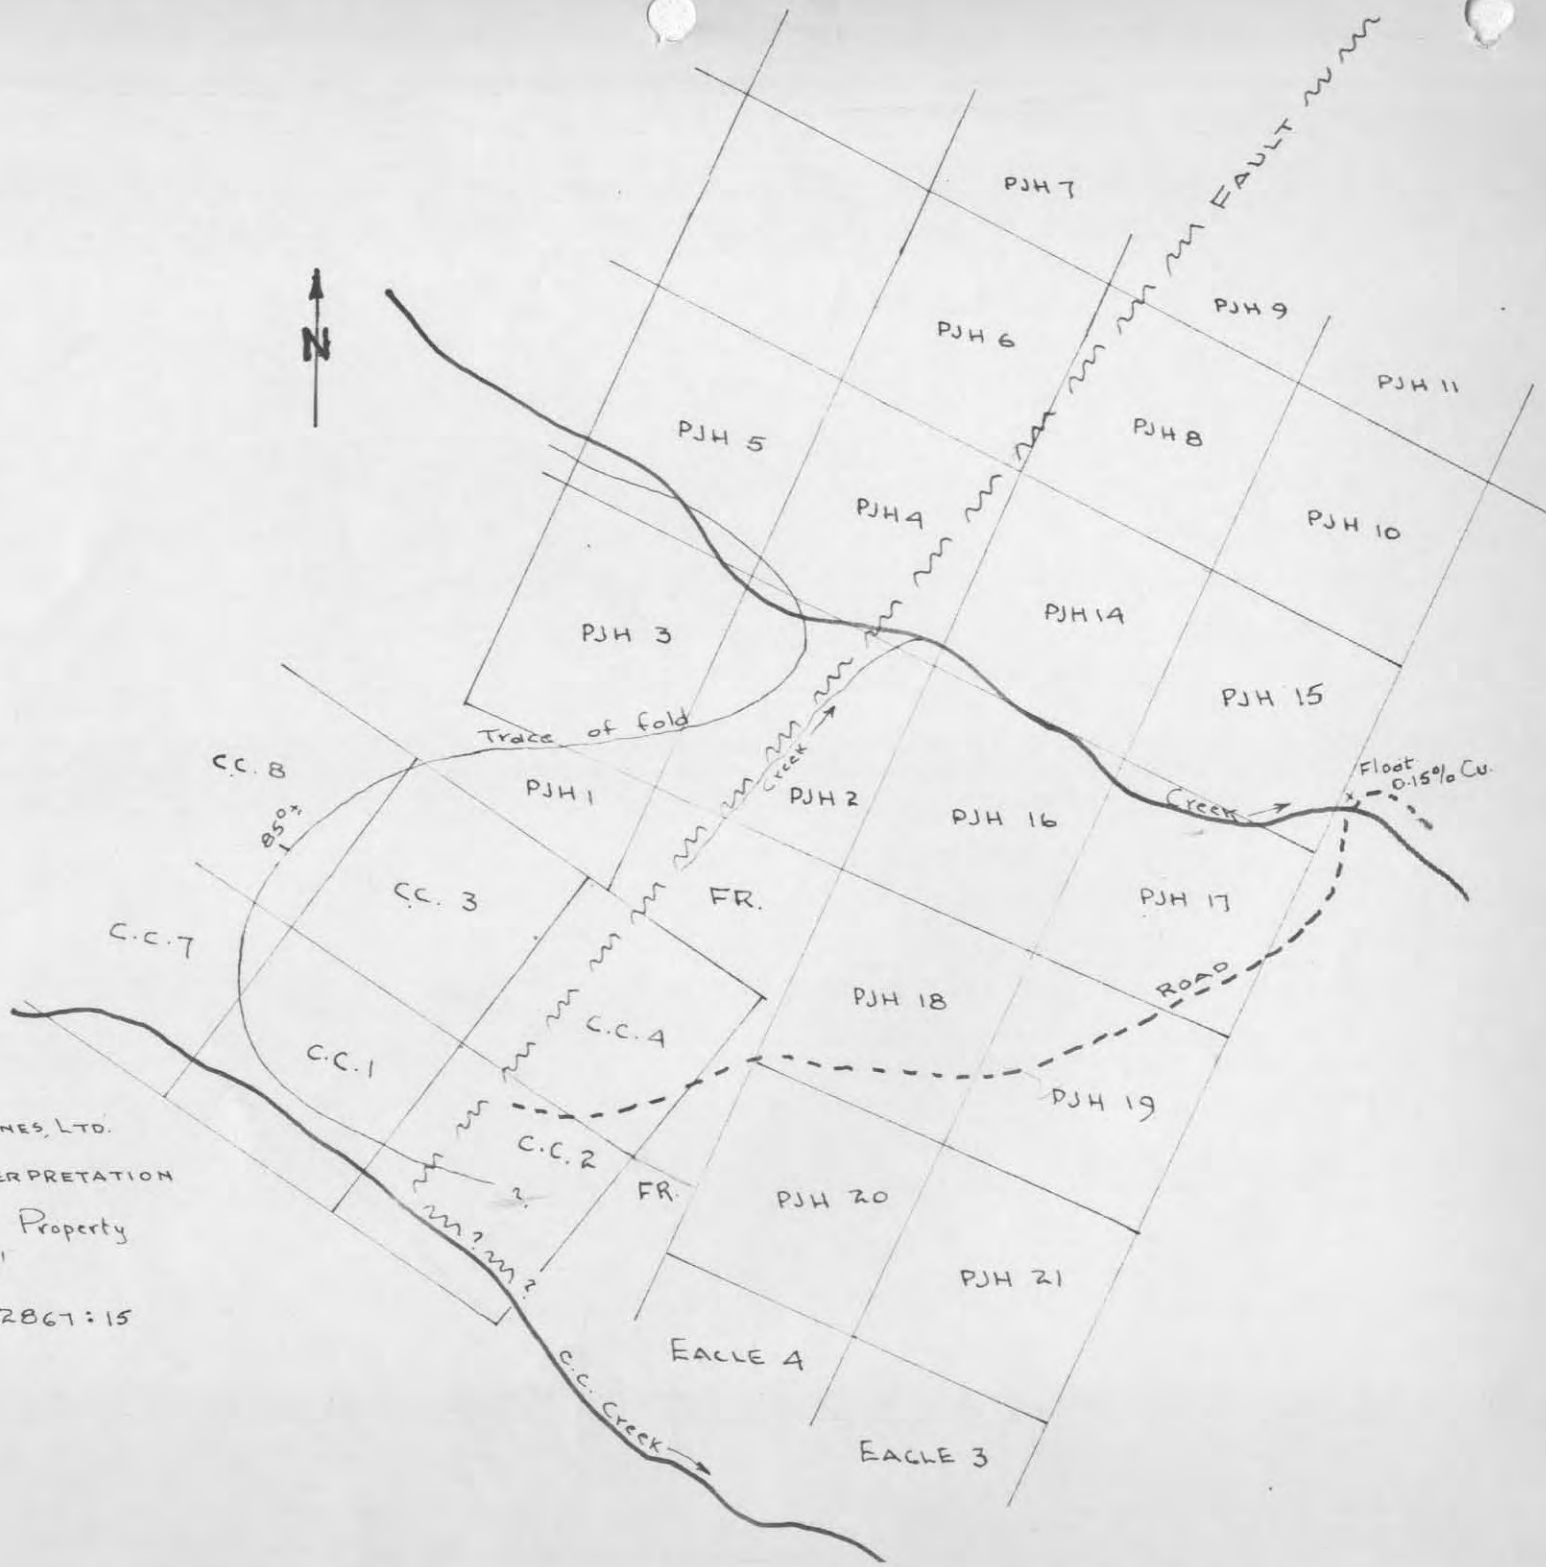 FAULT
PJH 7
PJH 9
N
PJH 6
PJH 11
PJH 5
PJH 8
PJH 4
PJH 10
PJH 3
PJH 14
PJH 15
Trace of fold
C.C. 8
Creek
Float
0.15% Cu.
PJH 1
PJH 2
Creek
PJH 16
85°±
C.C. 3
FR.
PJH 17
C.C. 7
ROAD
PJH 18
C.C. 4
C.C. 1
PJH 19
NES, LTD.
C.C. 2
ERPRETATION
?
FR.
PJH 20
Property
?
PJH 21
?
2867:15
EAGLE 4
C.C. Creek
EAGLE 3